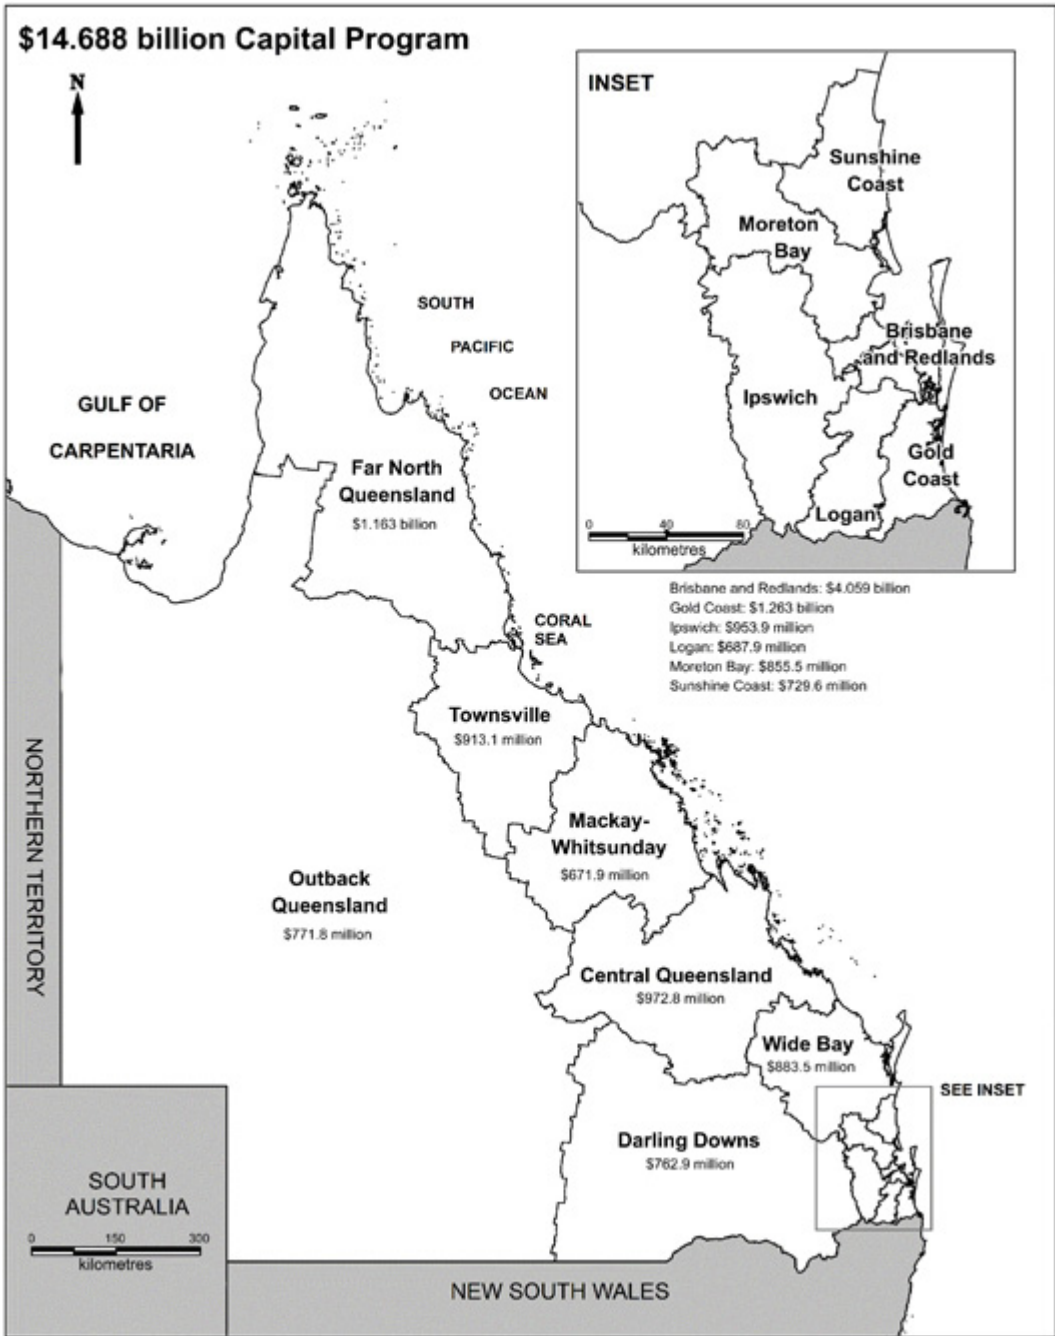 $14.688 billion Capital Program
N
INSET
Sunshine
Coast
Moreton
Bay
Brisbane
and Redlands
Ipswich
Gold
Coast
Logan
0 40 80
kilometres
SOUTH
PACIFIC
OCEAN
GULF OF
CARPENTARIA
Far North
Queensland
$1.163 billion
Brisbane and Redlands: $4.059 billion
Gold Coast: $1.263 billion
Ipswich: $953.9 million
Logan: $687.9 million
Moreton Bay: $855.5 million
Sunshine Coast: $729.6 million
CORAL
SEA
Townsville
$913.1 million
NORTHERN TERRITORY
Mackay-
Whitsunday
$671.9 million
Outback
Queensland
$771.8 million
Central Queensland
$972.8 million
Wide Bay
$883.5 million
SEE INSET
Darling Downs
$762.9 million
SOUTH
AUSTRALIA
0 150 300
kilometres
NEW SOUTH WALES